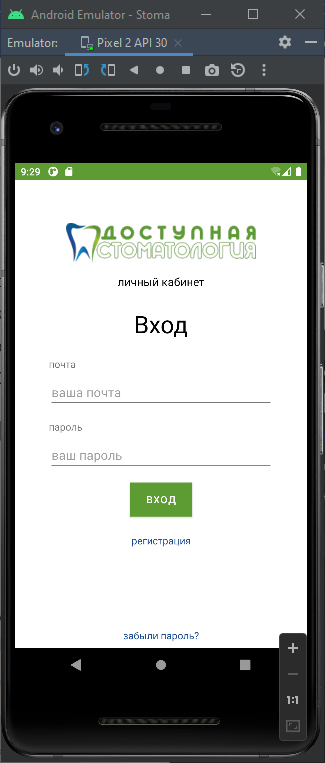 Android Emulator - Stoma
Emulator: Pixel 2 API 30
9:29
ДОСТУПНАЯ
СТОМАТОЛОГИЯ
личный кабинет
Вход
почта
ваша почта
пароль
ваш пароль
вход
регистрация
забыли пароль?
1:1